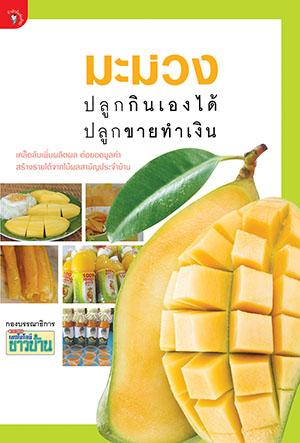 มะม่วง
ปลูกกินเองได้
ปลูกขายทำเงิน
เคล็ดลับเพิ่มผลิตผล ต่อยอดมูลค่า
สร้างรายได้จากไม้ผลสามัญประจำบ้าน
100%
กองบรรณาธิการ
เทคโนโลยี
ชาวบ้าน